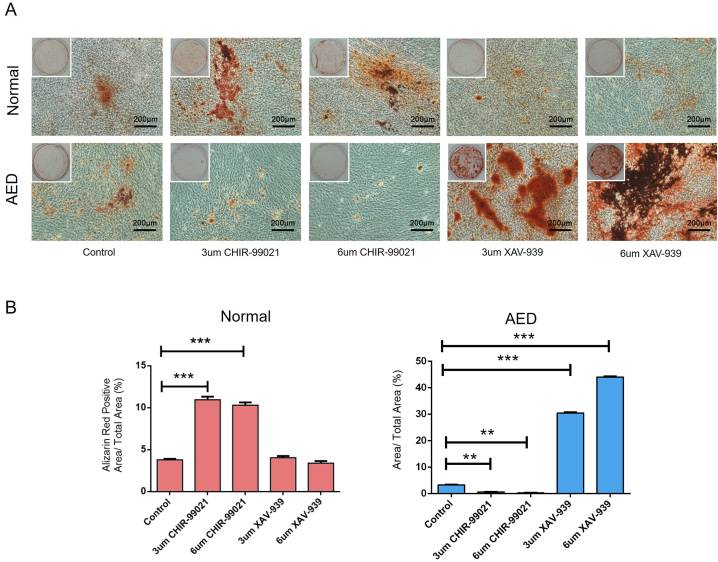 A
Normal
200μm
200μm
200μm
200μm
200μm
AED
200μm
200μm
200μm
200μm
200μm
Control
3um CHIR-99021
6um CHIR-99021
3um XAV-939
6um XAV-939
B
Normal
Alizarin Red Positive
Area/ Total Area (%)
15
10
5
0
***
***
Control
3um CHIR-99021
6um CHIR-99021
3um XAV-939
6um XAV-939
AED
Area/ Total Area (%)
50
40
30
20
10
0
***
***
**
**
Control
3um CHIR-99021
6um CHIR-99021
3um XAV-939
6um XAV-939